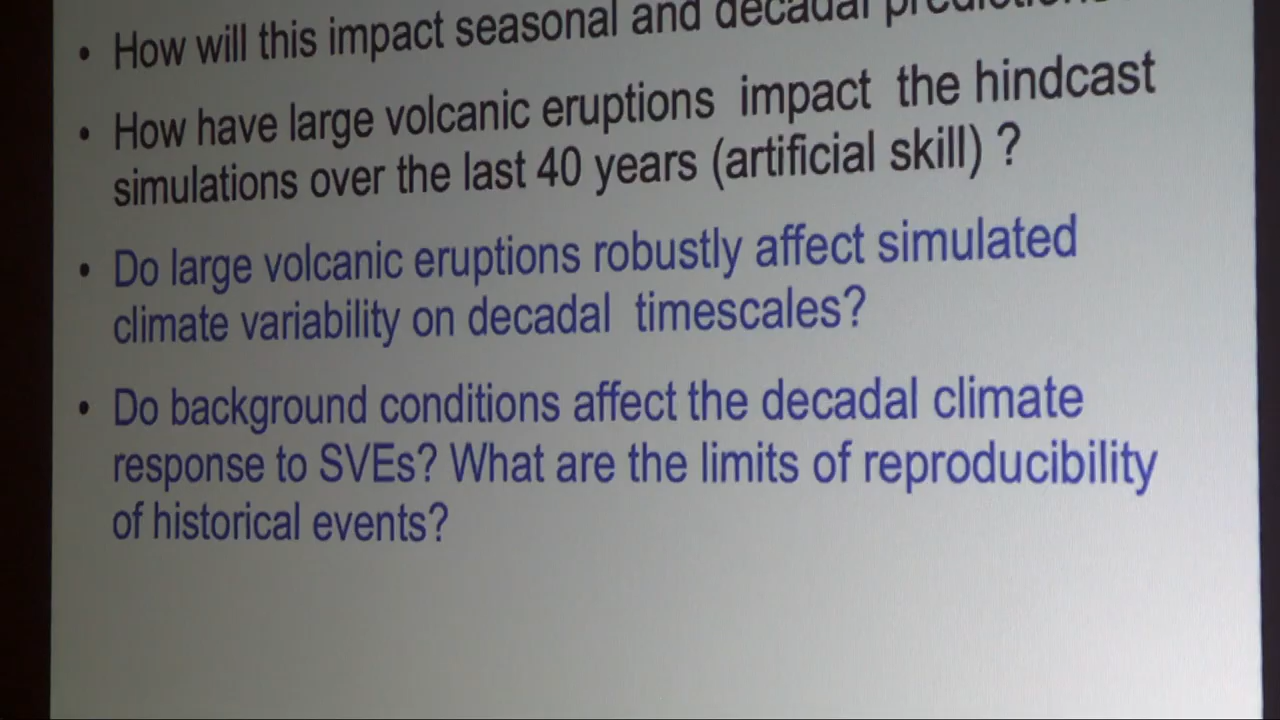 • How will this impact seasonal and decadal
• How have large volcanic eruptions impact the hindcast
simulations over the last 40 years (artificial skill) ?
• Do large volcanic eruptions robustly affect simulated
climate variability on decadal timescales?
• Do background conditions affect the decadal climate
response to SVEs? What are the limits of reproducibility
of historical events?